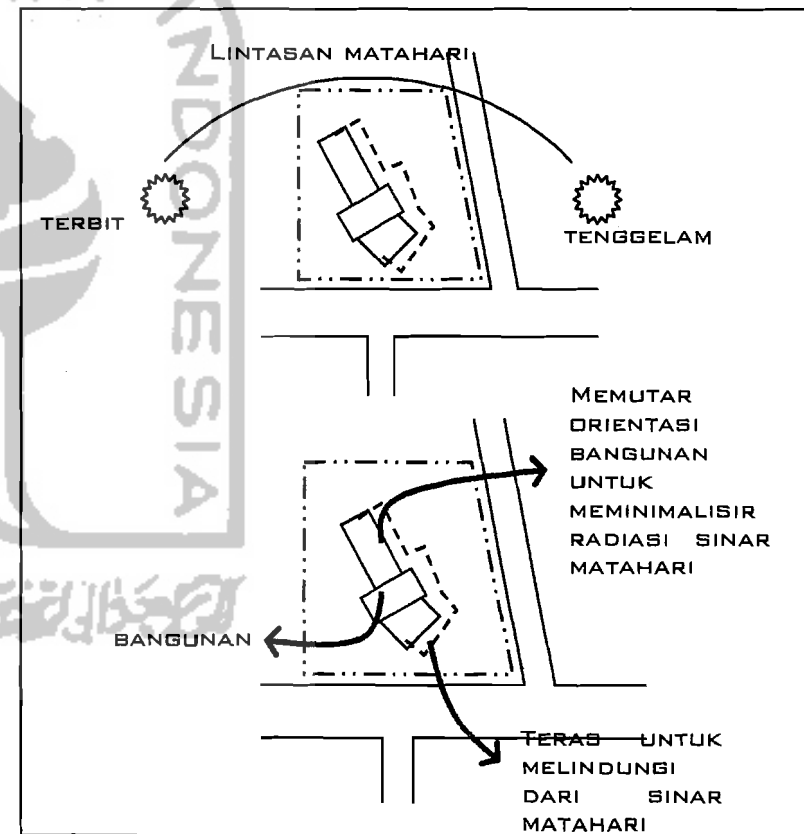 LINTASAN MATAHARI
TERBIT
TENGGELAM
MEMUTAR
ORIENTASI
BANGUNAN
UNTUK
MEMINIMALISIR
RADIASI SINAR
MATAHARI
BANGUNAN
TERAS UNTUK
MELINDUNGI
DARI SINAR
MATAHARI
INDONESIA